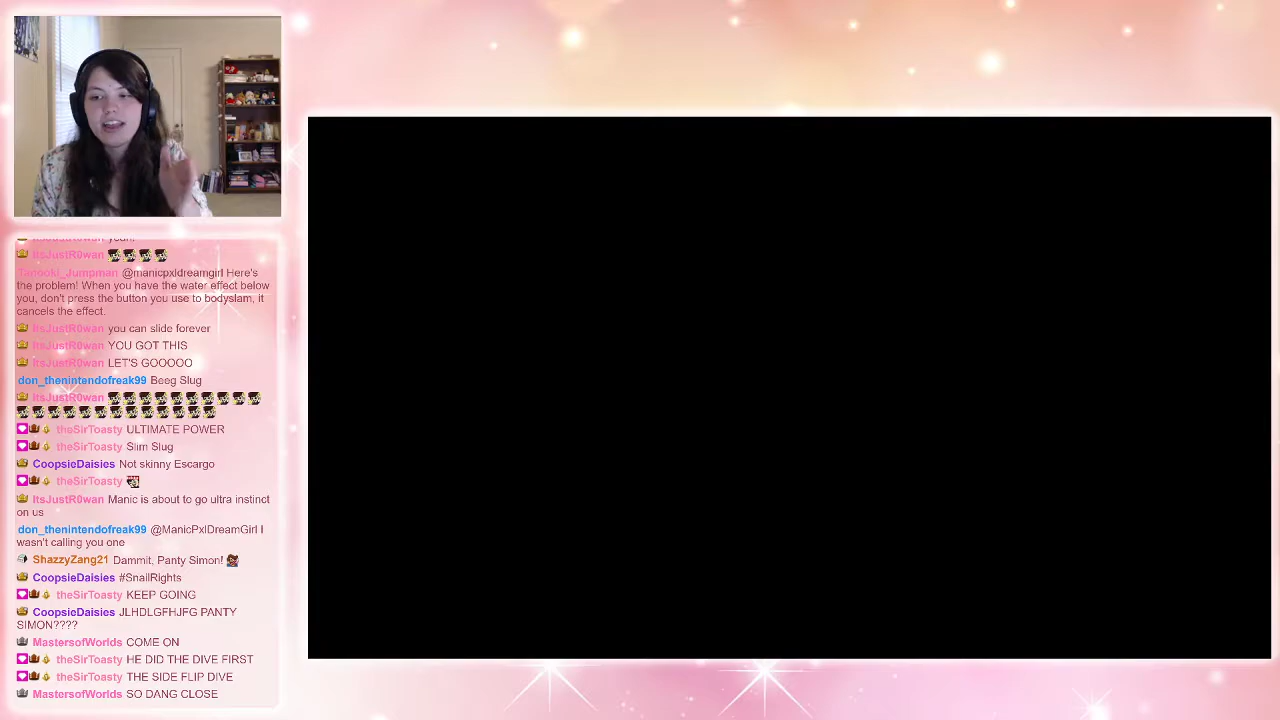 ItsJustR0wan yeah!
ItsJustR0wan
Tanooki_Jumpman @manicpxldreamgirl Here's
the problem! When you have the water effect below
you, don't press the button you use to bodyslam, it
cancels the effect.
ItsJustR0wan you can slide forever
ItsJustR0wan YOU GOT THIS
ItsJustR0wan LET'S GOOOOO
don_thenintendofreak99 Beeg Slug
ItsJustR0wan
theSirToasty ULTIMATE POWER
theSirToasty Slim Slug
CoopsieDaisies Not skinny Escargo
theSirToasty
ItsJustR0wan Manic is about to go ultra instinct
on us
don_thenintendofreak99 @ManicPxlDreamGirl I
wasn't calling you one
ShazzyZang21 Dammit, Panty Simon!
CoopsieDaisies #SnailRights
theSirToasty KEEP GOING
CoopsieDaisies JLHDLGFHJFG PANTY
SIMON????
MastersofWorlds COME ON
theSirToasty HE DID THE DIVE FIRST
theSirToasty THE SIDE FLIP DIVE
MastersofWorlds SO DANG CLOSE